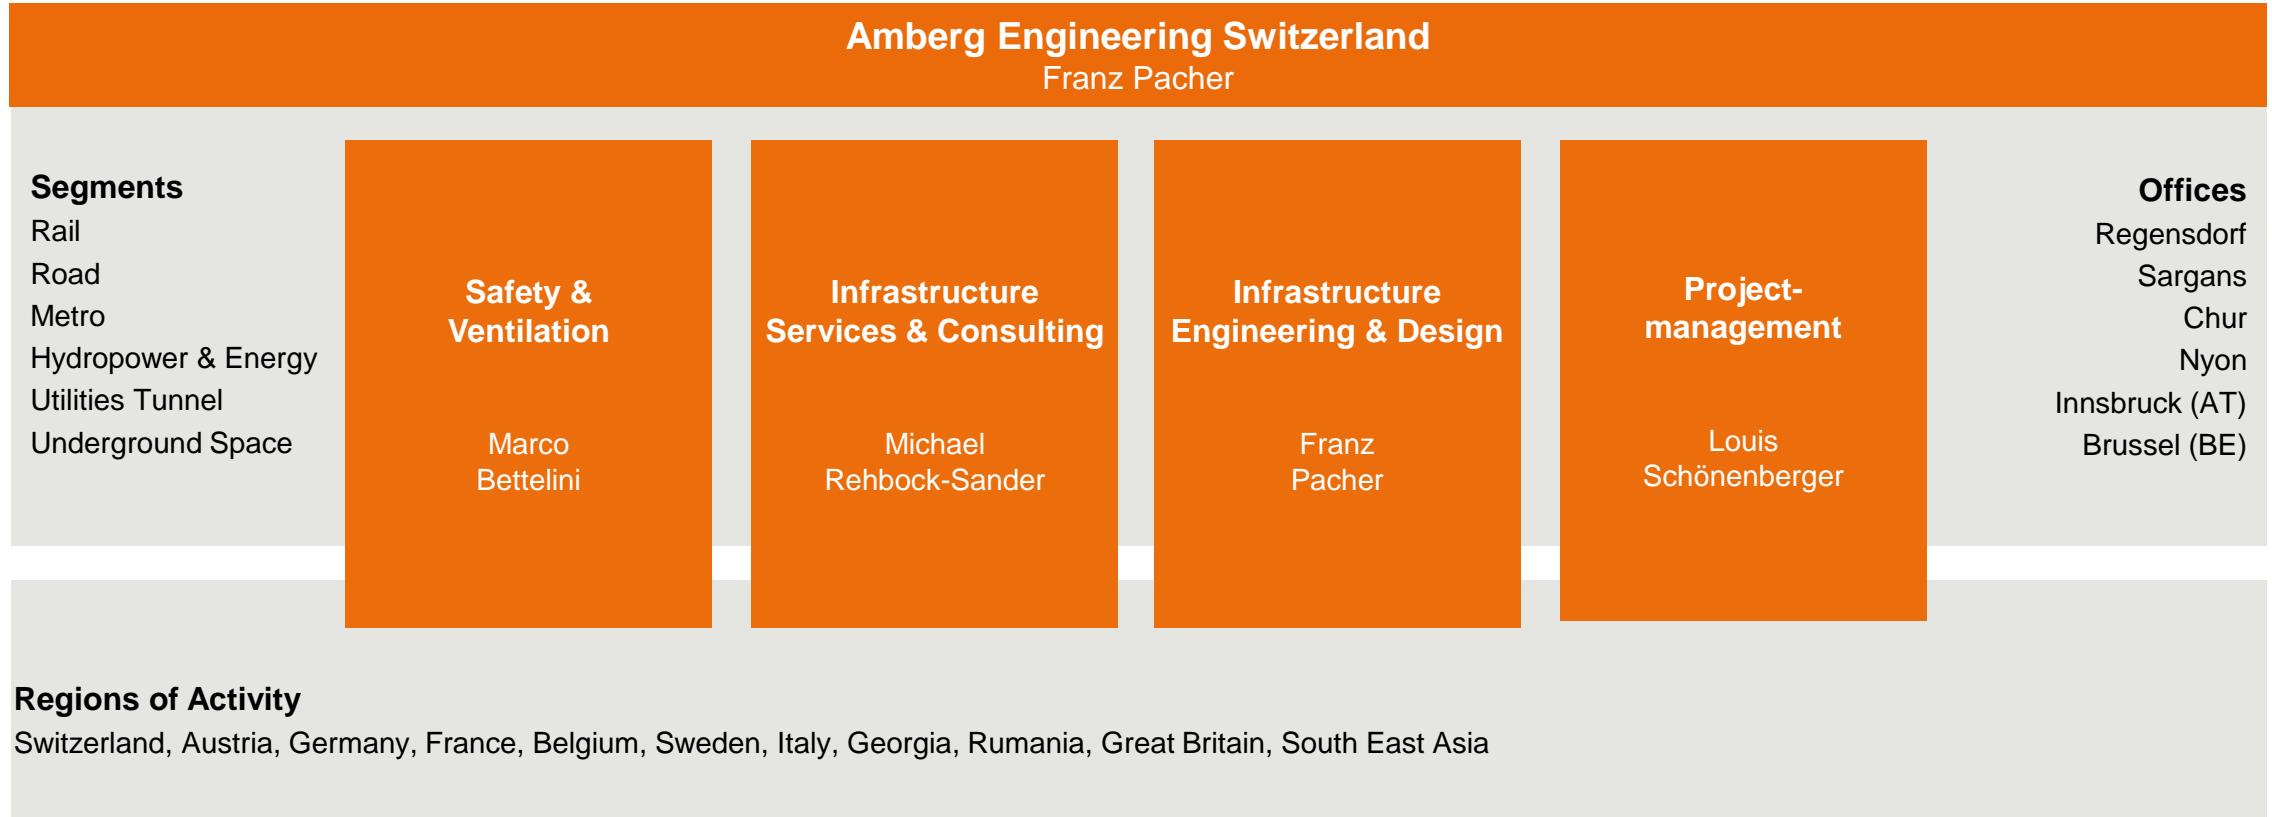 Amberg Engineering Switzerland
Franz Pacher
Segments
Rail
Road
Metro
Hydropower & Energy
Utilities Tunnel
Underground Space
Safety &
Ventilation
Marco
Bettelini
Infrastructure
Services & Consulting
Michael
Rehbock-Sander
Infrastructure
Engineering & Design
Franz
Pacher
Project-
management
Louis
Schönenberger
Offices
Regensdorf
Sargans
Chur
Nyon
Innsbruck (AT)
Brussel (BE)
Regions of Activity
Switzerland, Austria, Germany, France, Belgium, Sweden, Italy, Georgia, Rumania, Great Britain, South East Asia